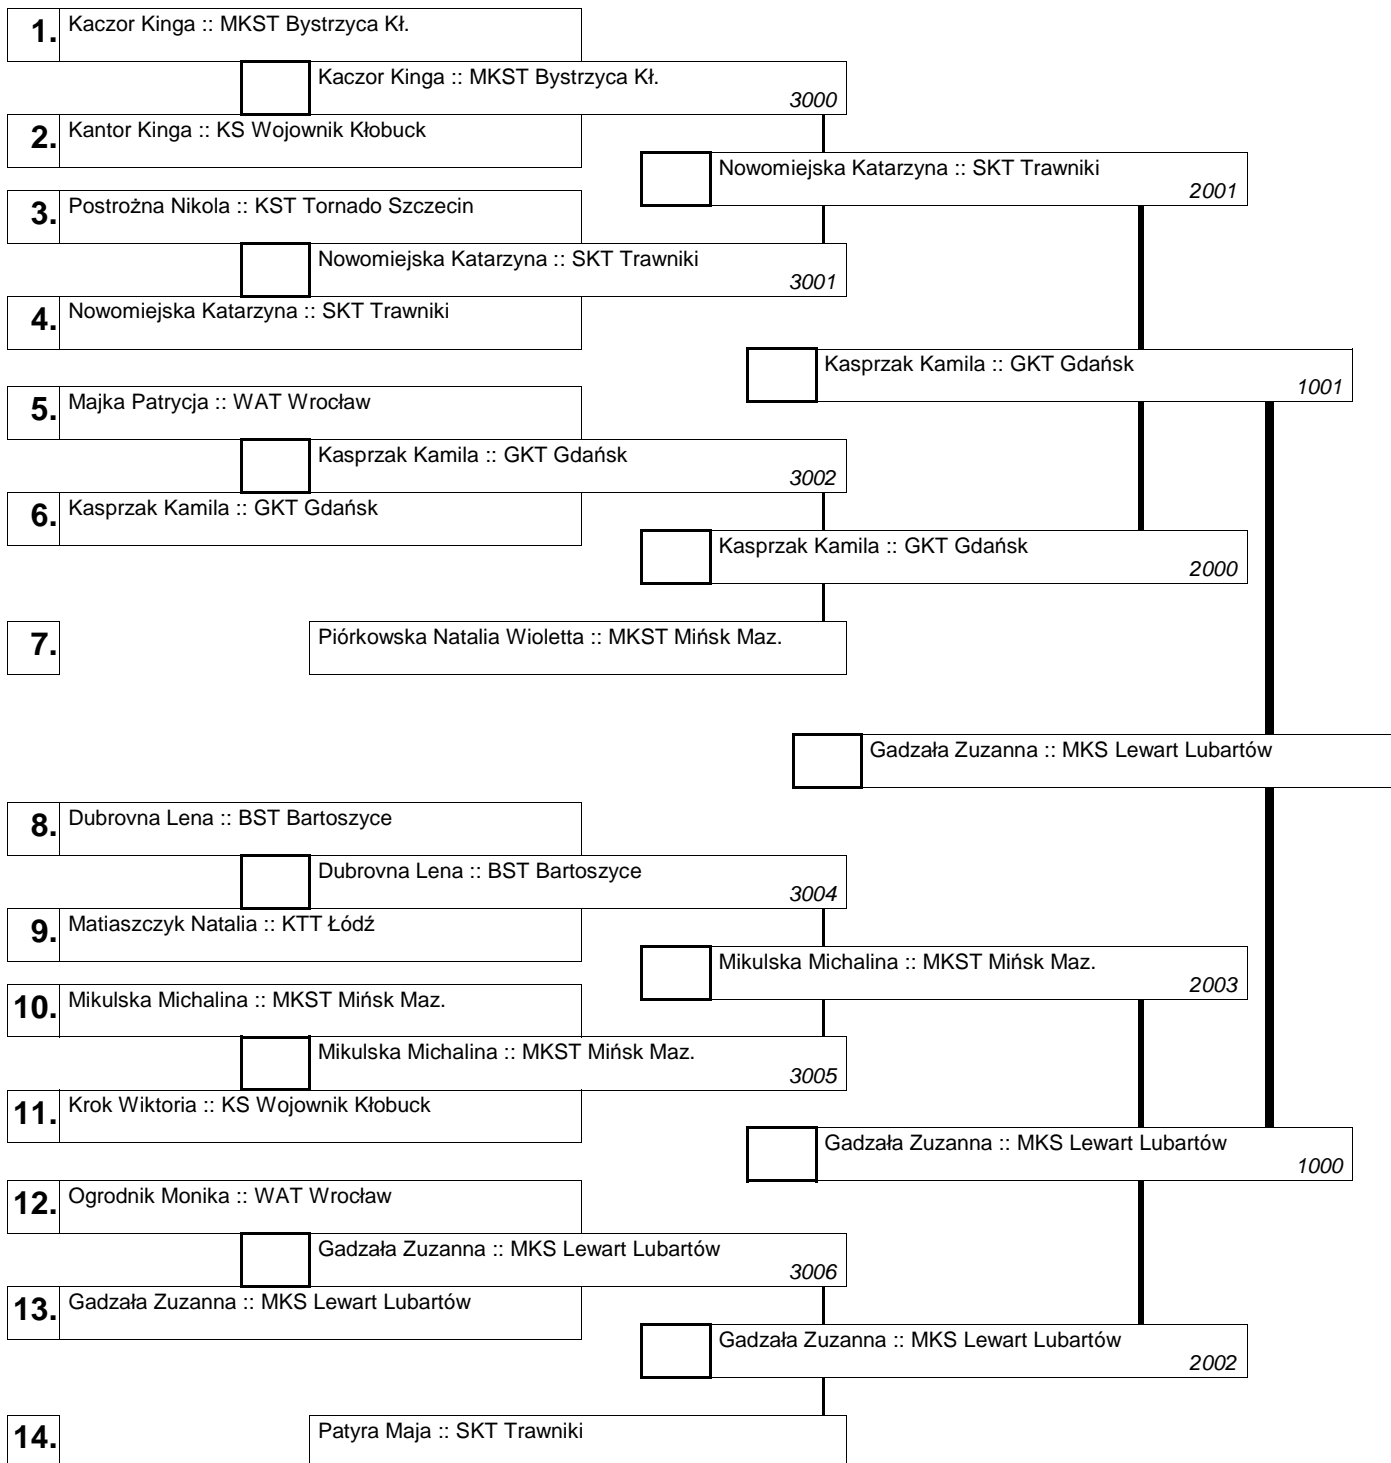 1. Kaczor Kinga :: MKST Bystrzyca Kł.
Kaczor Kinga :: MKST Bystrzyca Kł.
3000
2. Kantor Kinga :: KS Wojownik Kłobuck
Nowomiejska Katarzyna :: SKT Trawniki
2001
3. Postrożna Nikola :: KST Tornado Szczecin
Nowomiejska Katarzyna :: SKT Trawniki
3001
4. Nowomiejska Katarzyna :: SKT Trawniki
Kasprzak Kamila :: GKT Gdańsk
1001
5. Majka Patrycja :: WAT Wrocław
Kasprzak Kamila :: GKT Gdańsk
3002
6. Kasprzak Kamila :: GKT Gdańsk
Kasprzak Kamila :: GKT Gdańsk
2000
7. Piórkowska Natalia Wioletta :: MKST Mińsk Maz.
Gadzała Zuzanna :: MKS Lewart Lubartów
8. Dubrovna Lena :: BST Bartoszyce
Dubrovna Lena :: BST Bartoszyce
3004
9. Matiaszczyk Natalia :: KTT Łódź
Mikulska Michalina :: MKST Mińsk Maz.
2003
10. Mikulska Michalina :: MKST Mińsk Maz.
Mikulska Michalina :: MKST Mińsk Maz.
3005
11. Krok Wiktoria :: KS Wojownik Kłobuck
Gadzała Zuzanna :: MKS Lewart Lubartów
1000
12. Ogrodnik Monika :: WAT Wrocław
Gadzała Zuzanna :: MKS Lewart Lubartów
3006
13. Gadzała Zuzanna :: MKS Lewart Lubartów
Gadzała Zuzanna :: MKS Lewart Lubartów
2002
14. Patyra Maja :: SKT Trawniki